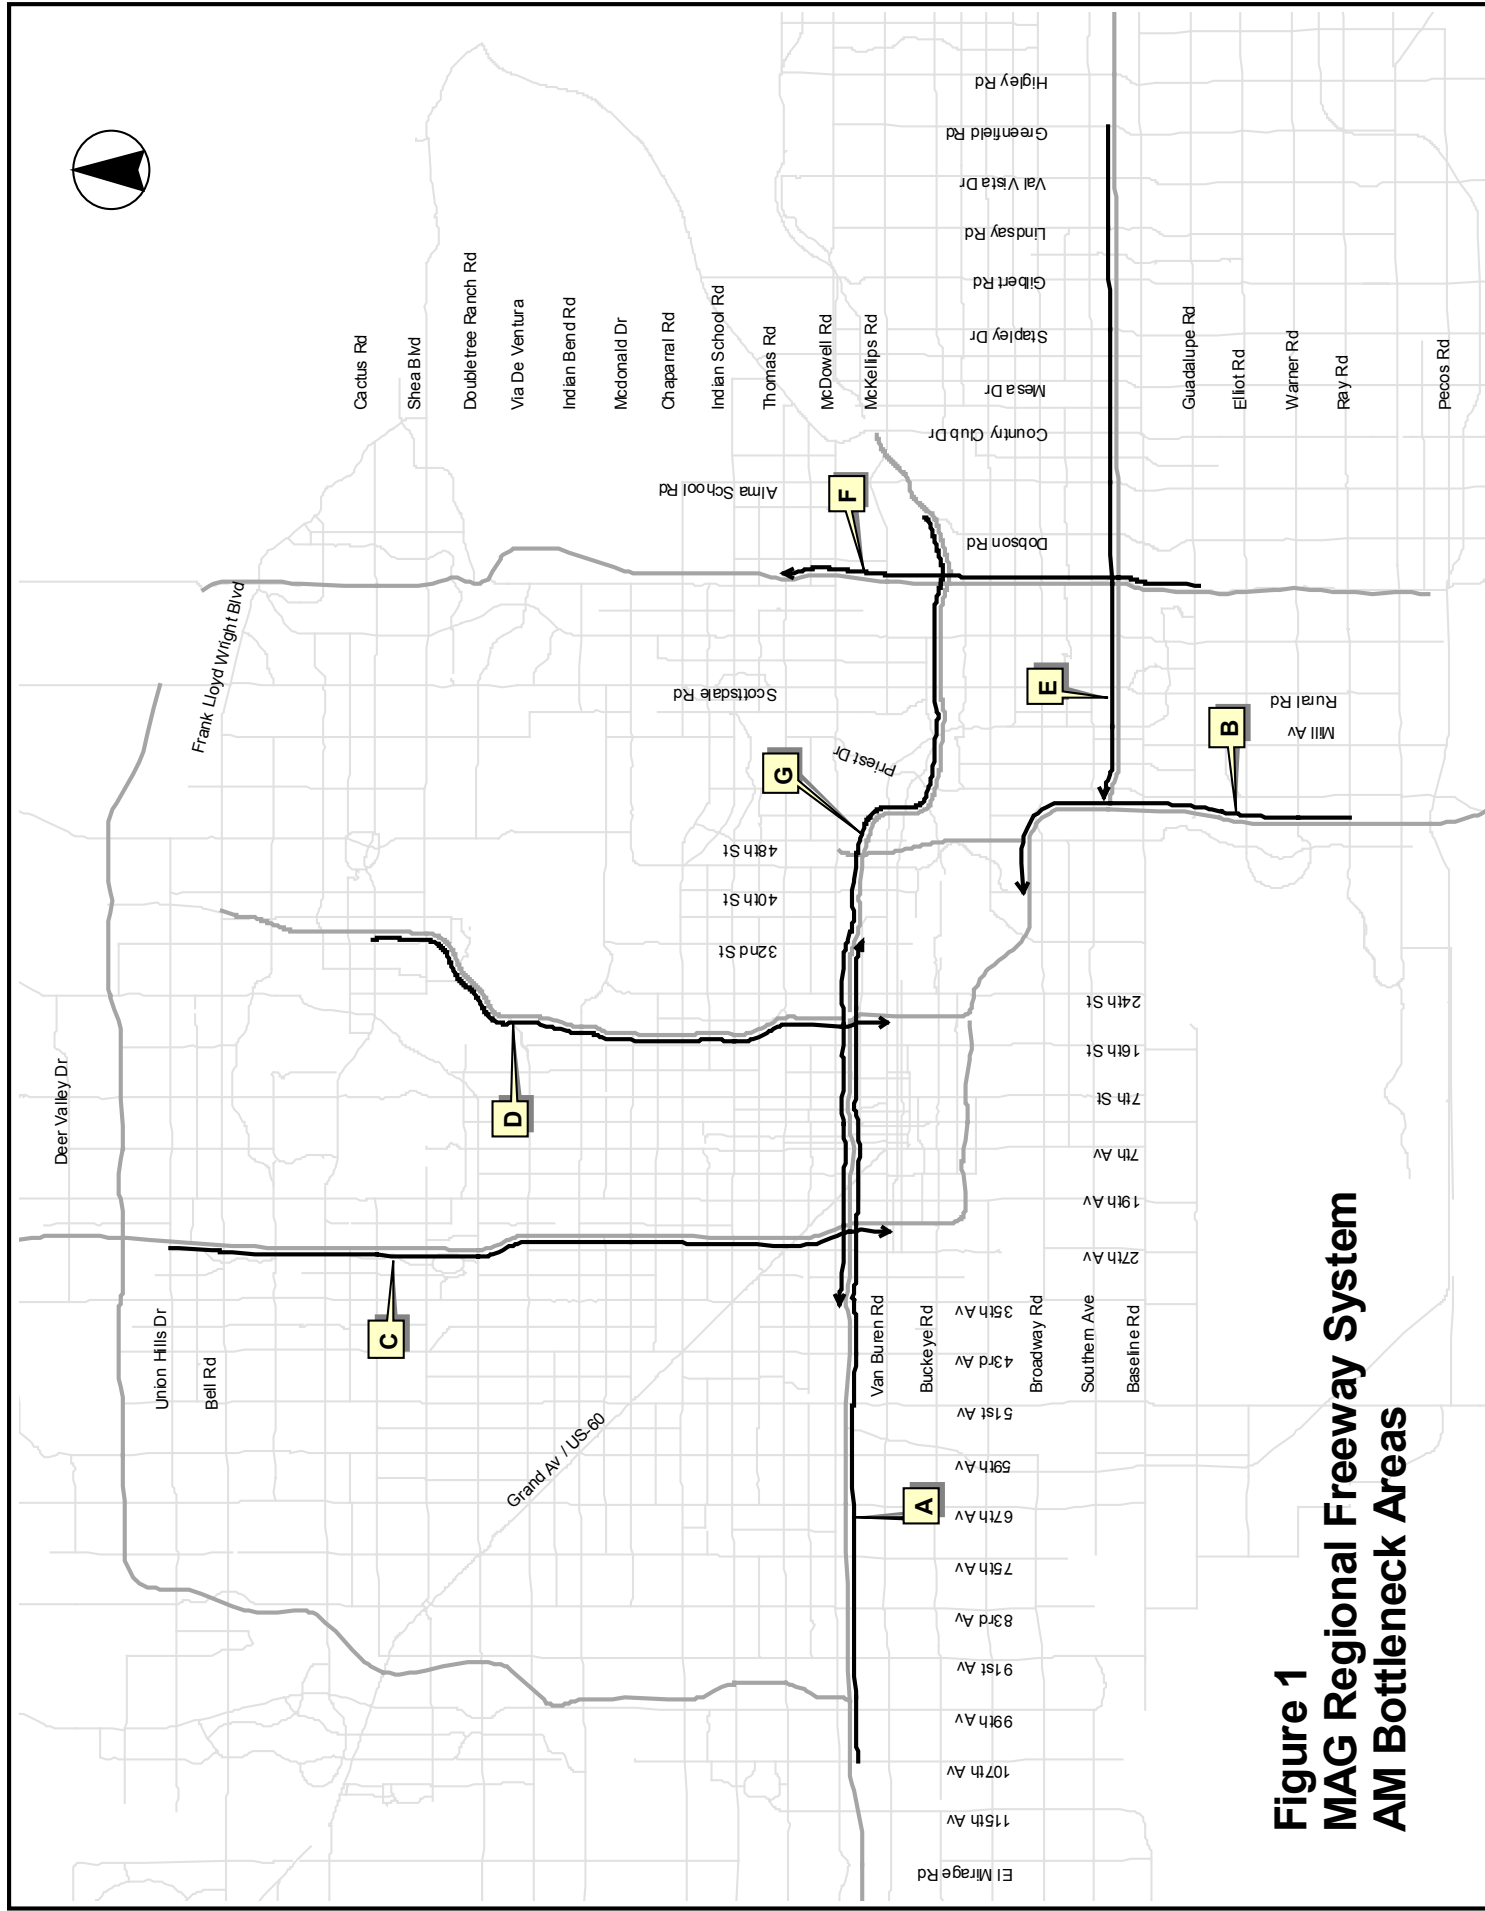 Deer Valley Dr
Union Hills Dr
Bell Rd
Frank Lloyd Wright Blvd
Cactus Rd
Shea Blvd
Doubletree Ranch Rd
Via De Ventura
Indian Bend Rd
Mcdonald Dr
Chaparral Rd
Indian School Rd
Thomas Rd
McDowell Rd
McKellips Rd
Grand Av / US-60
C
D
G
F
A
E
B
32nd St
40th St
48th St
Priest Dr
Scottsdale Rd
Alma School Rd
Van Buren Rd
Buckeye Rd
Broadway Rd
Southern Ave
Baseline Rd
El Mirage Rd
115th Av
107th Av
99th Av
91st Av
83rd Av
75th Av
67th Av
59th Av
51st Av
43rd Av
35th Av
27th Av
19th Av
7th Av
7th St
16th St
24th St
Dobson Rd
Country Club Dr
Mesa Dr
Stapley Dr
Gilbert Rd
Lindsay Rd
Val Vista Dr
Greenfield Rd
Higley Rd
Mill Av
Rural Rd
Guadalupe Rd
Elliot Rd
Warner Rd
Ray Rd
Pecos Rd
Figure 1
MAG Regional Freeway System
AM Bottleneck Areas